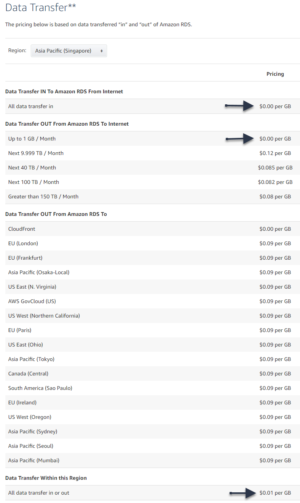 Data Transfer**
The pricing below is based on data transferred "in" and "out" of Amazon RDS.
Region: Asia Pacific (Singapore)
Pricing
Data Transfer IN To Amazon RDS From Internet
All data transfer in $0.00 per GB
Data Transfer OUT From Amazon RDS To Internet
Up to 1 GB / Month $0.00 per GB
Next 9.999 TB / Month $0.12 per GB
Next 40 TB / Month $0.085 per GB
Next 100 TB / Month $0.082 per GB
Greater than 150 TB / Month $0.08 per GB
Data Transfer OUT From Amazon RDS To
CloudFront $0.00 per GB
EU (London) $0.09 per GB
EU (Frankfurt) $0.09 per GB
Asia Pacific (Osaka-Local) $0.09 per GB
US East (N. Virginia) $0.09 per GB
AWS GovCloud (US) $0.09 per GB
US West (Northern California) $0.09 per GB
EU (Paris) $0.09 per GB
US East (Ohio) $0.09 per GB
Asia Pacific (Tokyo) $0.09 per GB
Canada (Central) $0.09 per GB
South America (Sao Paulo) $0.09 per GB
EU (Ireland) $0.09 per GB
US West (Oregon) $0.09 per GB
Asia Pacific (Sydney) $0.09 per GB
Asia Pacific (Seoul) $0.09 per GB
Asia Pacific (Mumbai) $0.09 per GB
Data Transfer Within this Region
All data transfer in or out $0.01 per GB